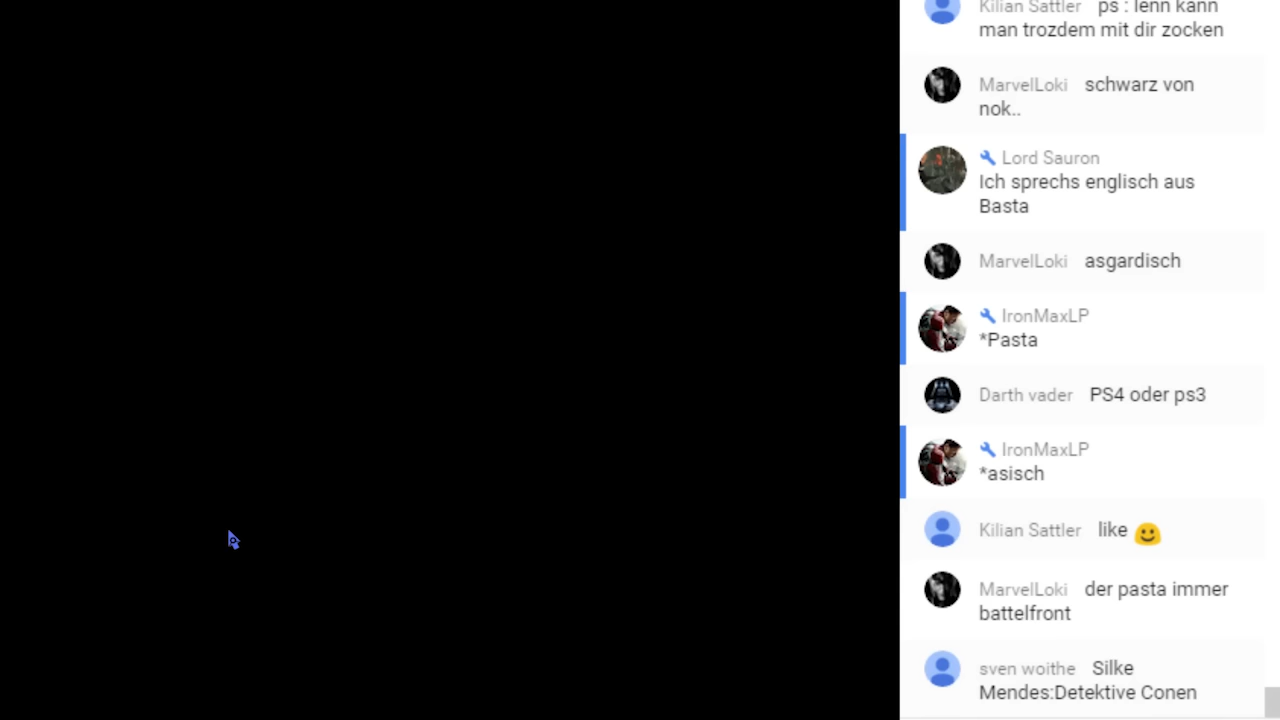 Kilian Sattler ps : lenn kann
man trozdem mit dir zocken
MarvelLoki schwarz von
nok..
Lord Sauron
Ich sprechs englisch aus
Basta
MarvelLoki asgardisch
IronMaxLP
*Pasta
Darth vader PS4 oder ps3
IronMaxLP
*asisch
Kilian Sattler like
MarvelLoki der pasta immer
battelfront
sven woithe Silke
Mendes:Detektive Conen